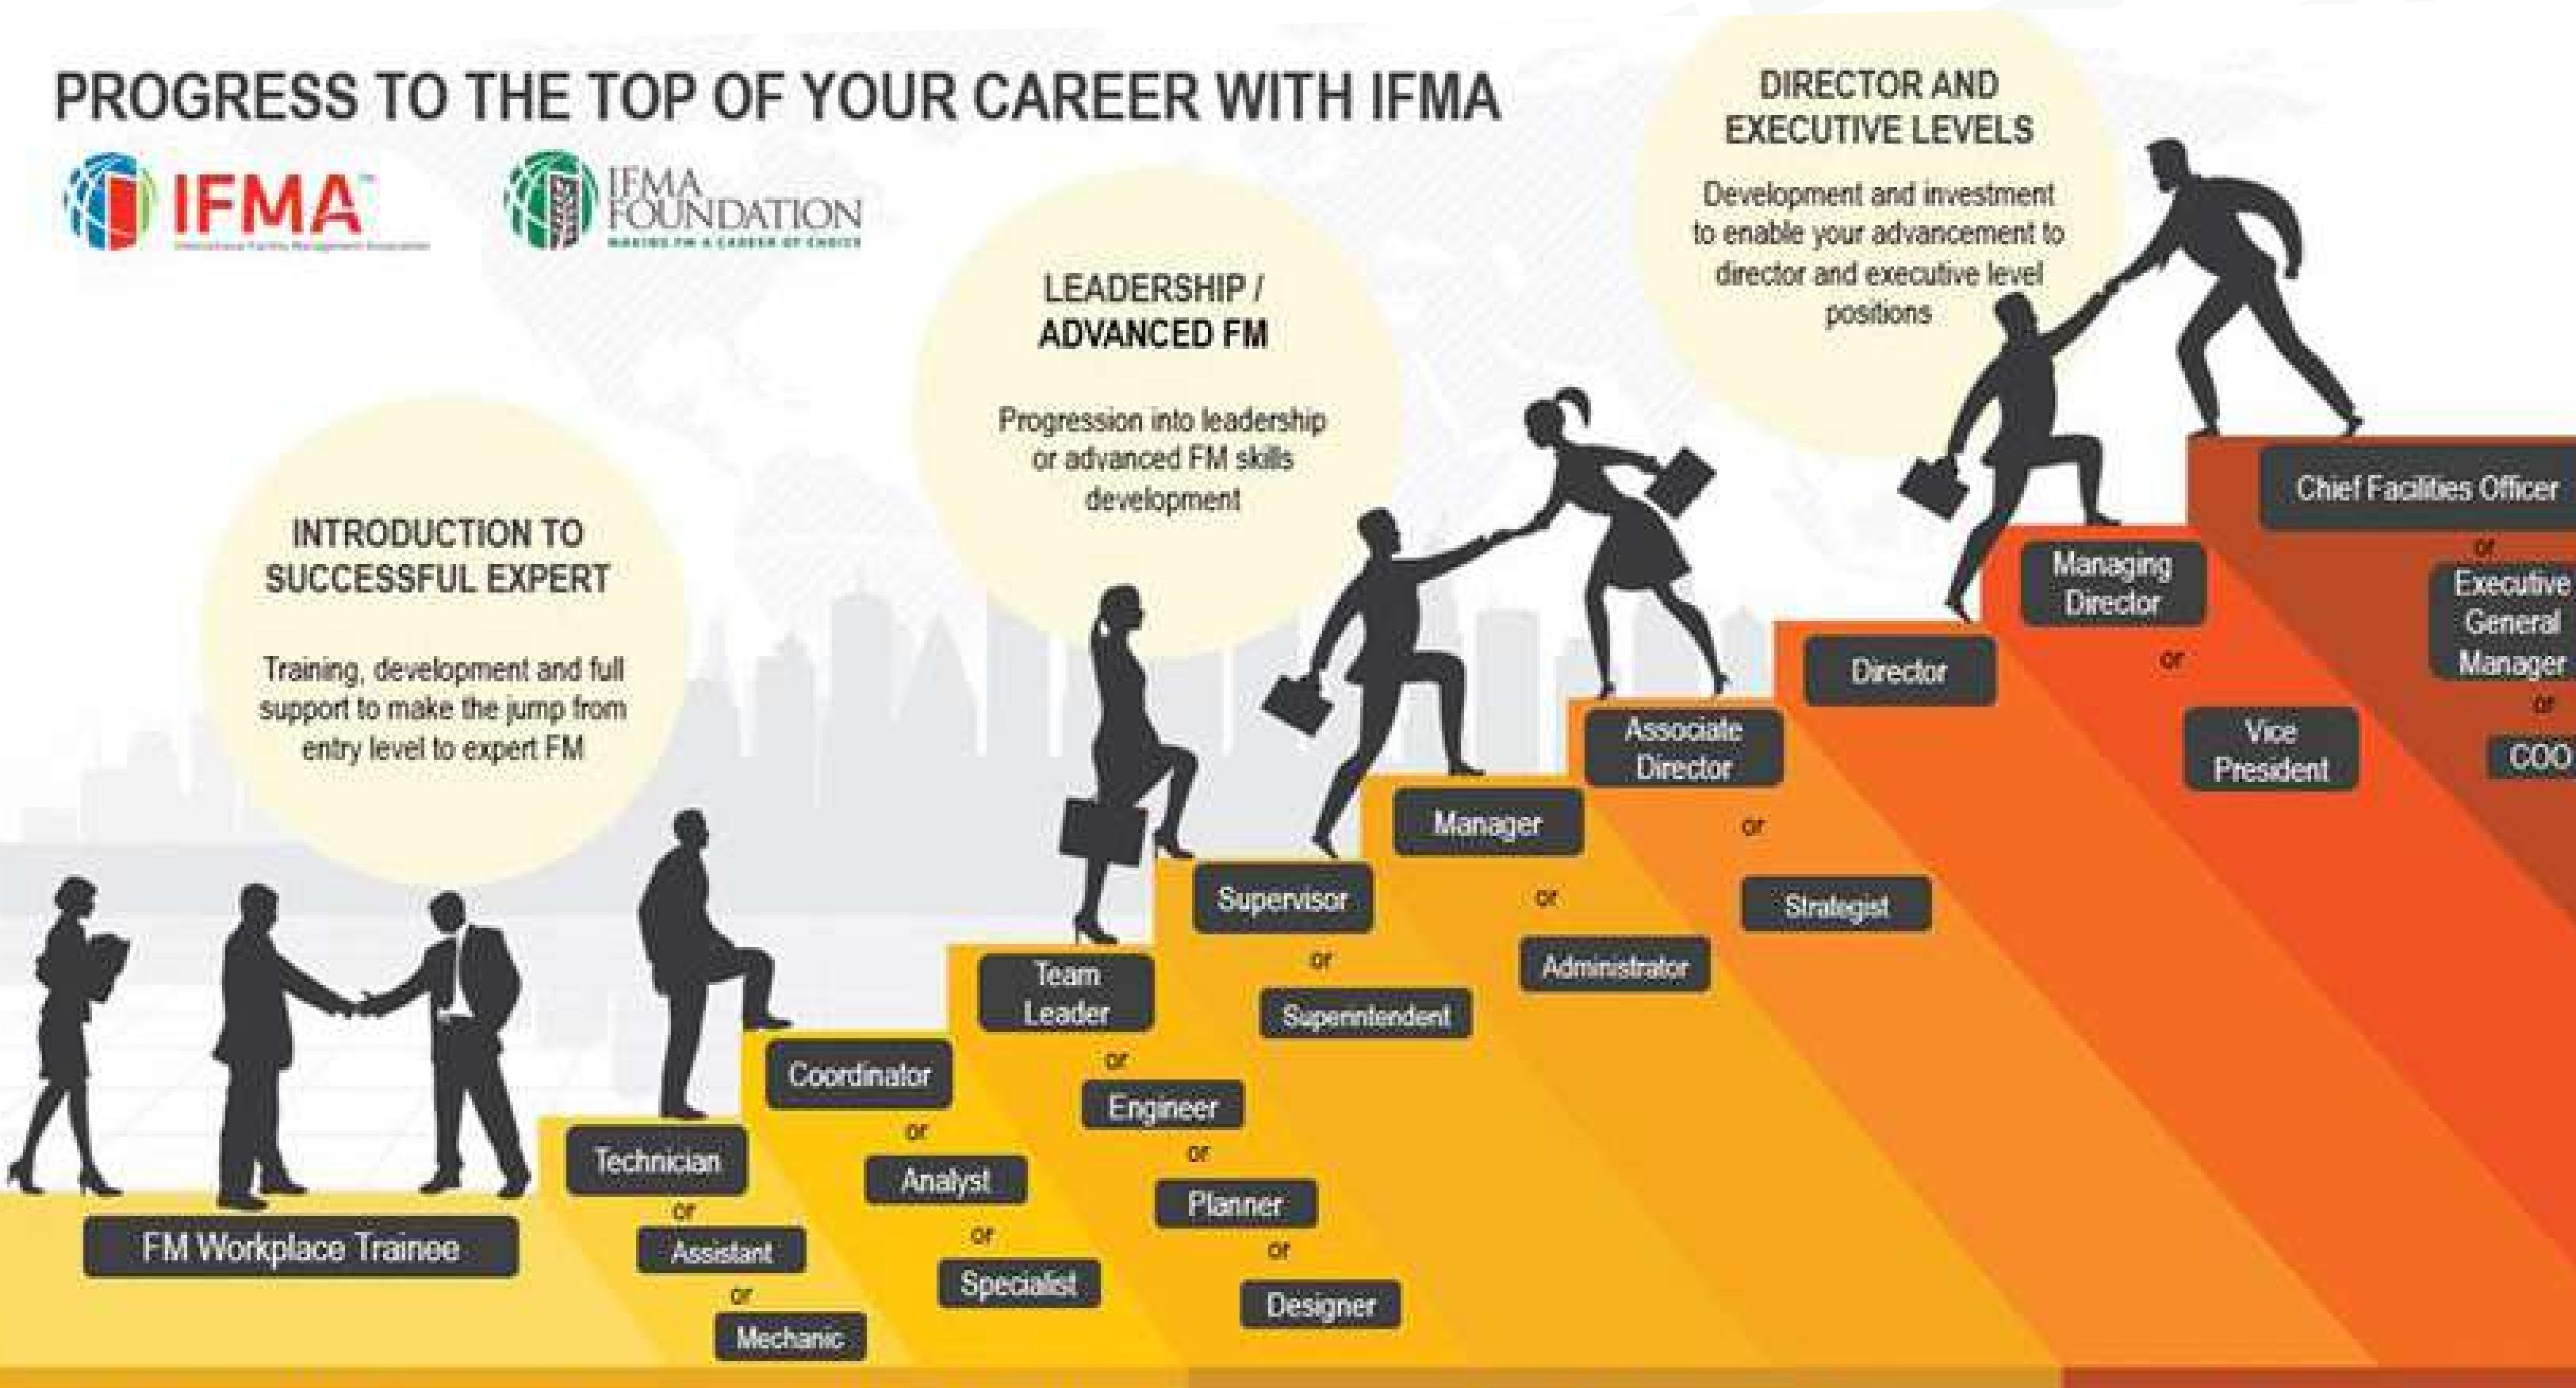 PROGRESS TO THE TOP OF YOUR CAREER WITH IFMA
IFMA™
International Facility Management Association
IFMA
FOUNDATION
MAKING FM A CAREER OF CHOICE
INTRODUCTION TO
SUCCESSFUL EXPERT
Training, development and full
support to make the jump from
entry level to expert FM
LEADERSHIP /
ADVANCED FM
Progression into leadership
or advanced FM skills
development
DIRECTOR AND
EXECUTIVE LEVELS
Development and investment
to enable your advancement to
director and executive level
positions
FM Workplace Trainee
Technician
or
Assistant
or
Mechanic
Coordinator
or
Analyst
or
Specialist
Team
Leader
or
Engineer
or
Planner
or
Designer
Supervisor
or
Superintendent
Manager
or
Administrator
Associate
Director
or
Strategist
Director
Managing
Director
or
Vice
President
Chief Facilities Officer
or
Executive
General
Manager
or
COO